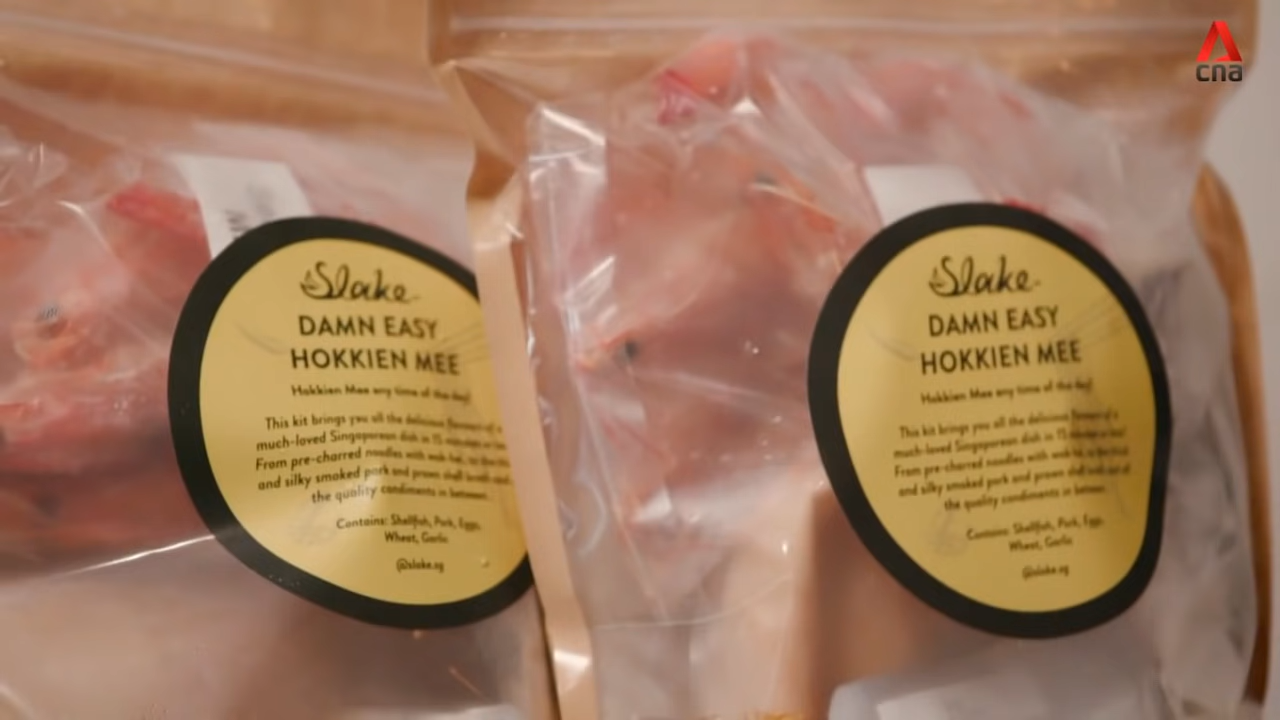 cna
Slake
DAMN EASY
HOKKIEN MEE
Hokkien Mee any time of the day!
This kit brings you all the delicious
much-loved Singaporean dish in 15
From pre-charred noodles with wok hei,
and silky smoked pork and prawn shell broth
the quality condiments in between.
Contains: Shellfish, Pork, Eggs,
Wheat, Garlic
@slake.sg
Slake
DAMN EASY
HOKKIEN MEE
Hokkien Mee any time of the day!
This kit brings you all the delicious
much-loved Singaporean dish in 15
From pre-charred noodles with wok hei,
and silky smoked pork and prawn shell broth
the quality condiments in between.
Contains: Shellfish, Pork, Eggs,
Wheat, Garlic
@slake.sg